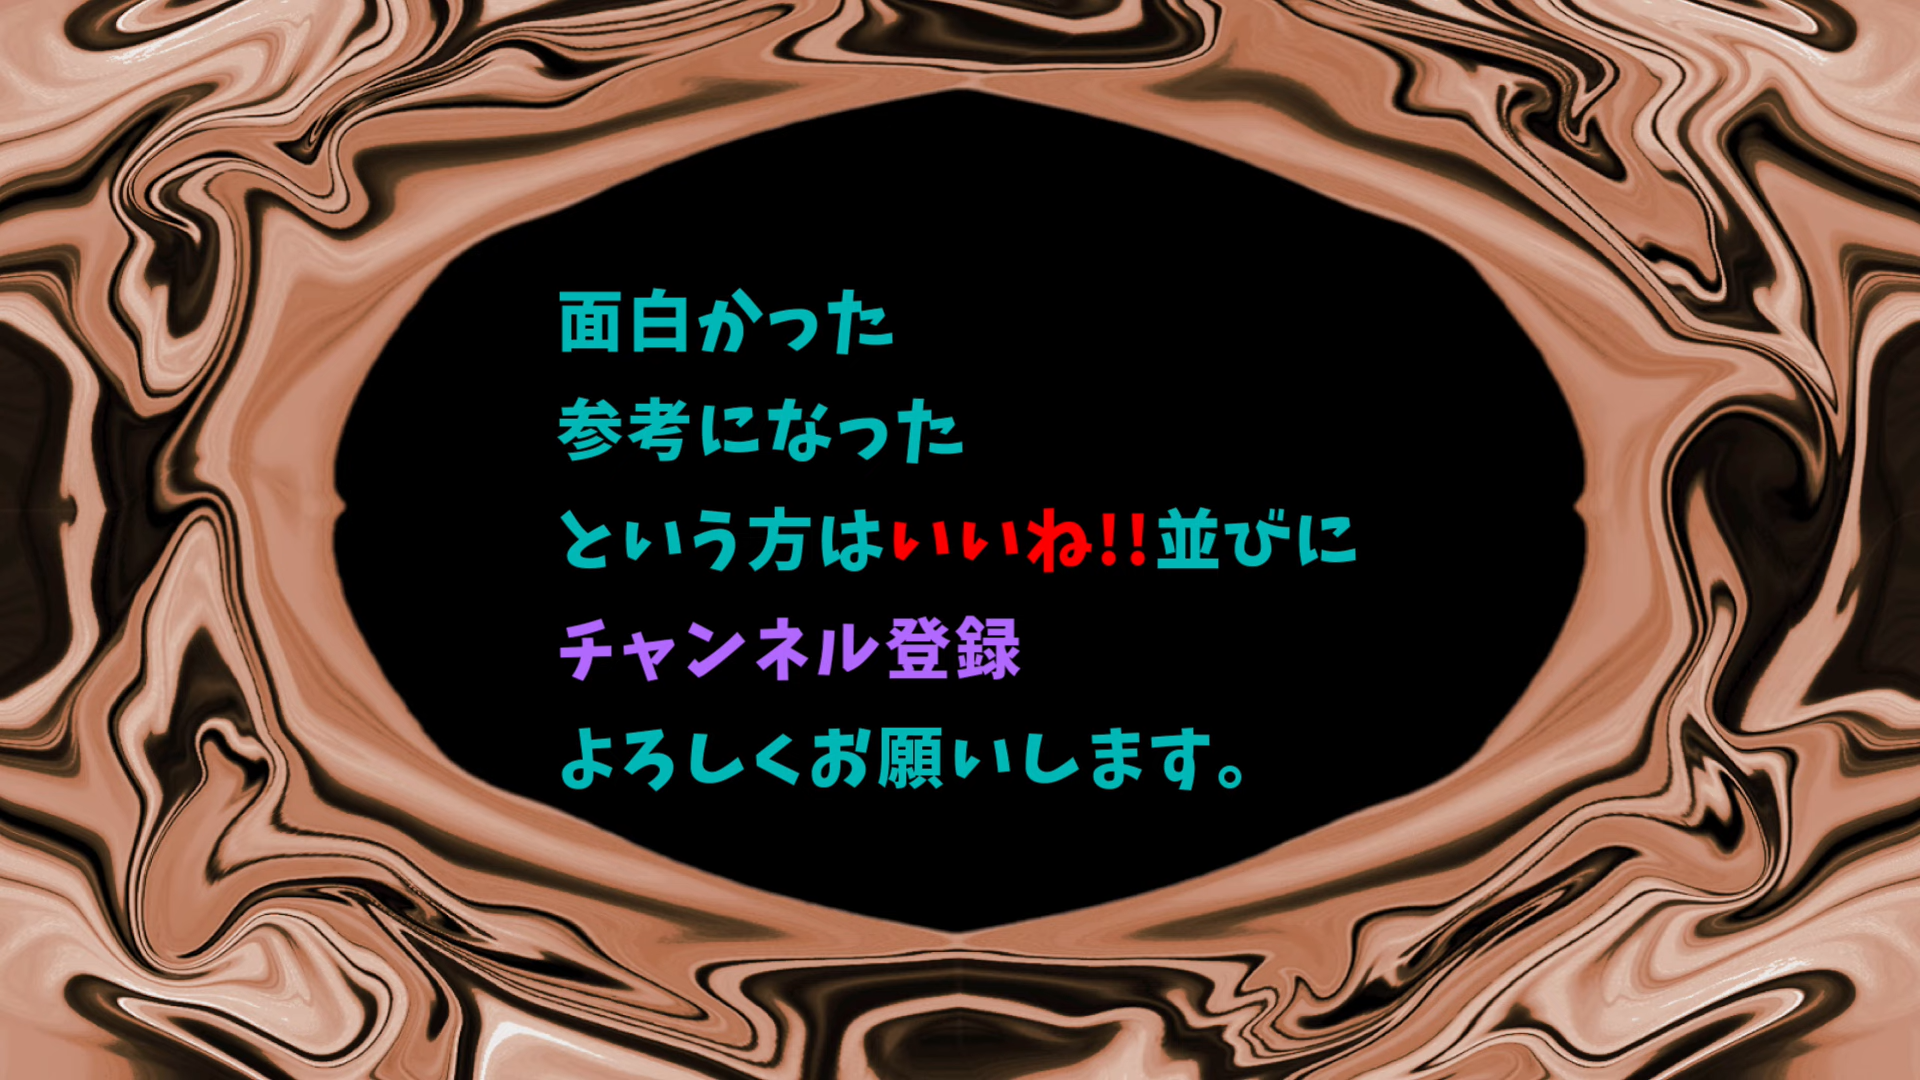 面白かった
参考になった
という方はいいね!!並びに
チャンネル登録
よろしくお願いします。